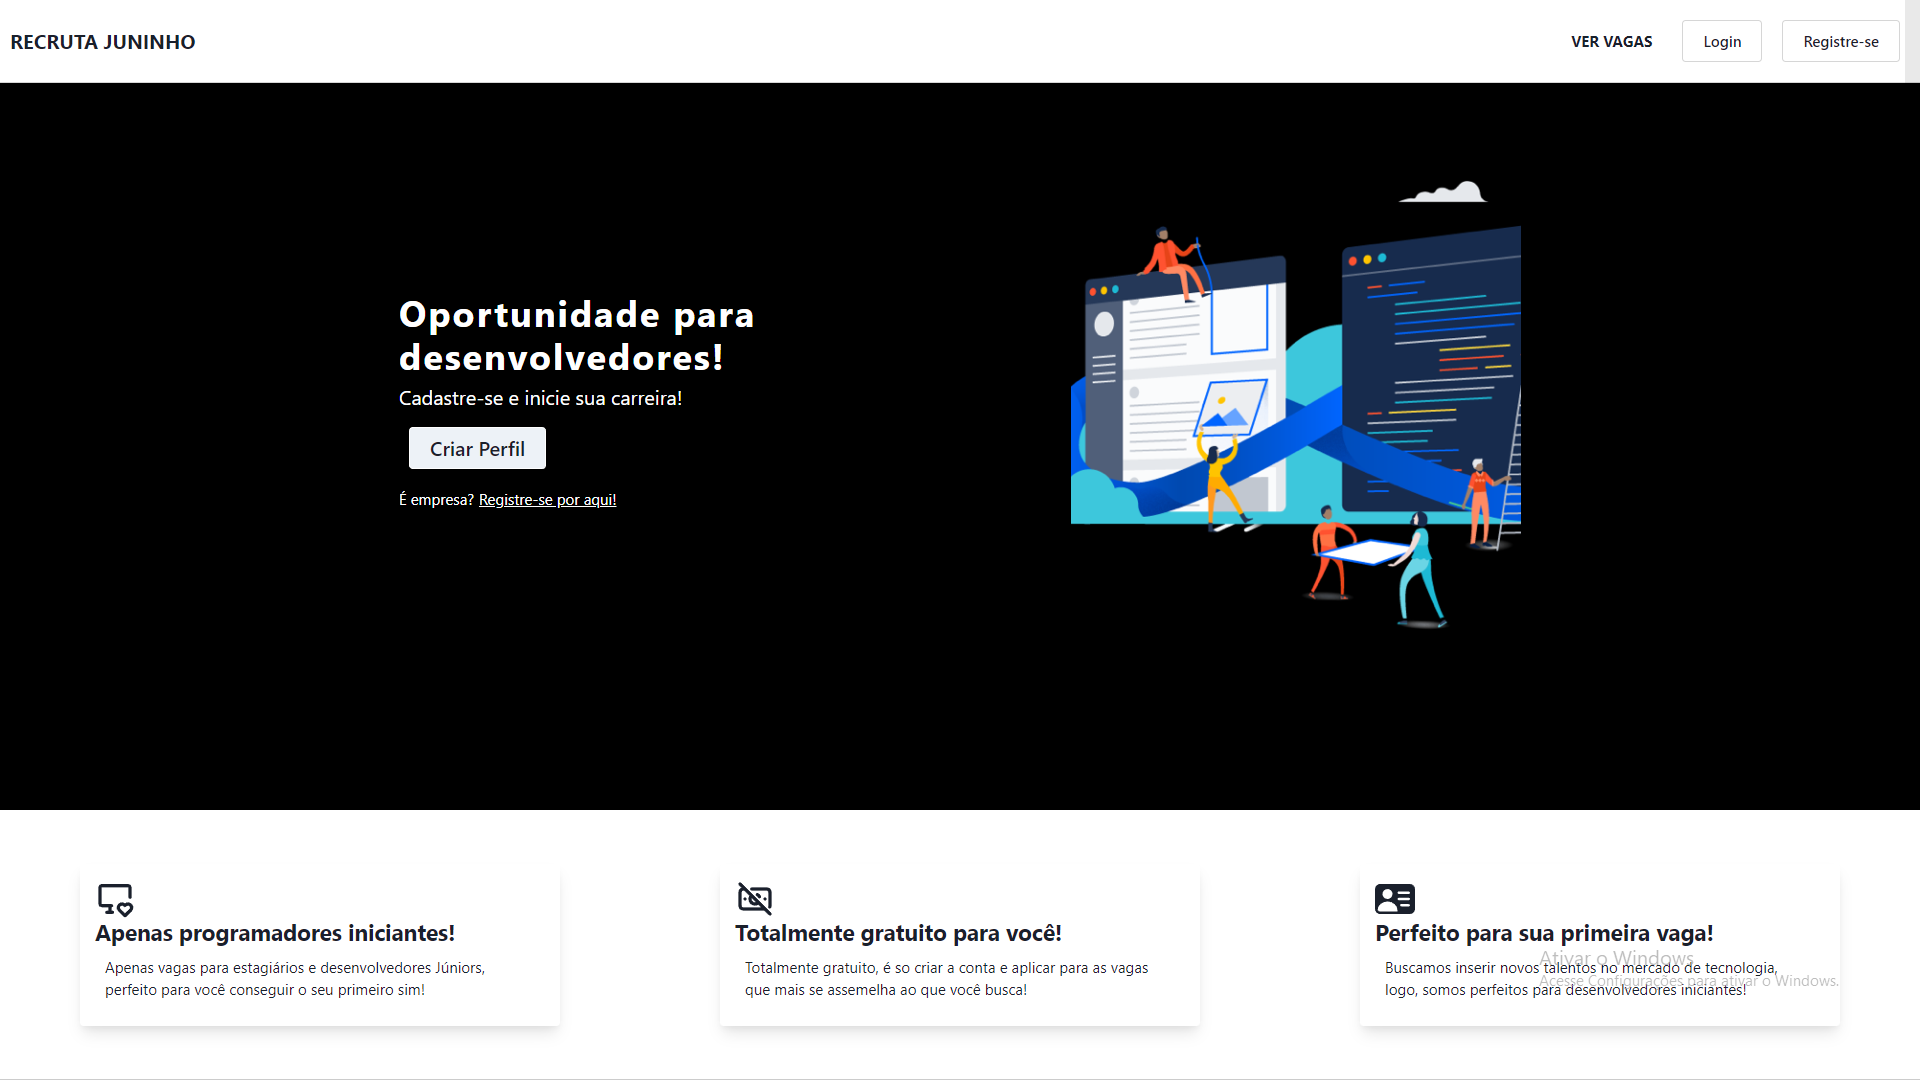 RECRUTA JUNINHO
VER VAGAS
Login
Registre-se
Oportunidade para
desenvolvedores!
Cadastre-se e inicie sua carreira!
Criar Perfil
É empresa? Registre-se por aqui!
Apenas programadores iniciantes!
Apenas vagas para estagiários e desenvolvedores Júniors,
perfeito para você conseguir o seu primeiro sim!
Totalmente gratuito para você!
Totalmente gratuito, é so criar a conta e aplicar para as vagas
que mais se assemelha ao que você busca!
Perfeito para sua primeira vaga!
Buscamos inserir novos talentos no mercado de tecnologia,
logo, somos perfeitos para desenvolvedores iniciantes!
Ativar o Windows
Acesse Configurações para ativar o Windows.